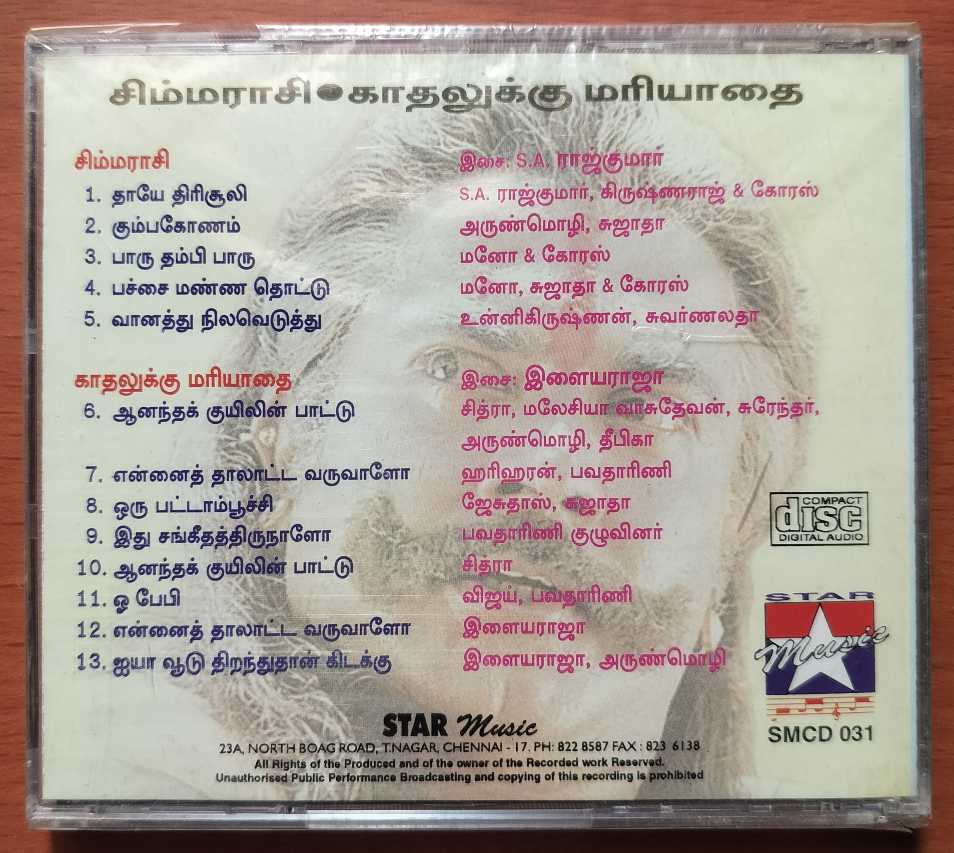 சிம்மராசி●காதலுக்கு மரியாதை
சிம்மராசி இசை: S.A. ராஜ்குமார்
1. தாயே திரிசூலி S.A. ராஜ்குமார், கிருஷ்ணராஜ் & கோரஸ்
2. கும்பகோணம் அருண்மொழி, சுஜாதா
3. பாரு தம்பி பாரு மனோ & கோரஸ்
4. பச்சை மண்ண தொட்டு மனோ, சுஜாதா & கோரஸ்
5. வானத்து நிலவெடுத்து உன்னிகிருஷ்ணன், சுவர்ணலதா
காதலுக்கு மரியாதை இசை: இளையராஜா
6. ஆனந்தக் குயிலின் பாட்டு சித்ரா, மலேசியா வாசுதேவன், சுரேந்தர்,
அருண்மொழி, தீபிகா
7. என்னைத் தாலாட்ட வருவாளோ ஹரிஹரன், பவதாரிணி
8. ஒரு பட்டாம்பூச்சி ஜேசுதாஸ், சுஜாதா
9. இது சங்கீதத்திருநாளோ பவதாரிணி குழுவினர்
10. ஆனந்தக் குயிலின் பாட்டு சித்ரா
11. ஓ பேபி விஜய், பவதாரிணி
12. என்னைத் தாலாட்ட வருவாளோ இளையராஜா
13. ஐயா வூடு திறந்துதான் கிடக்கு இளையராஜா, அருண்மொழி
COMPACT
disc
DIGITAL AUDIO
STAR
Music
SMCD 031
STAR Music
23A, NORTH BOAG ROAD, T.NAGAR, CHENNAI - 17. PH: 822 8587 FAX : 823 6138
All Rights of the Produced and of the owner of the Recorded work Reserved.
Unauthorised Public Performance Broadcasting and copying of this recording is prohibited